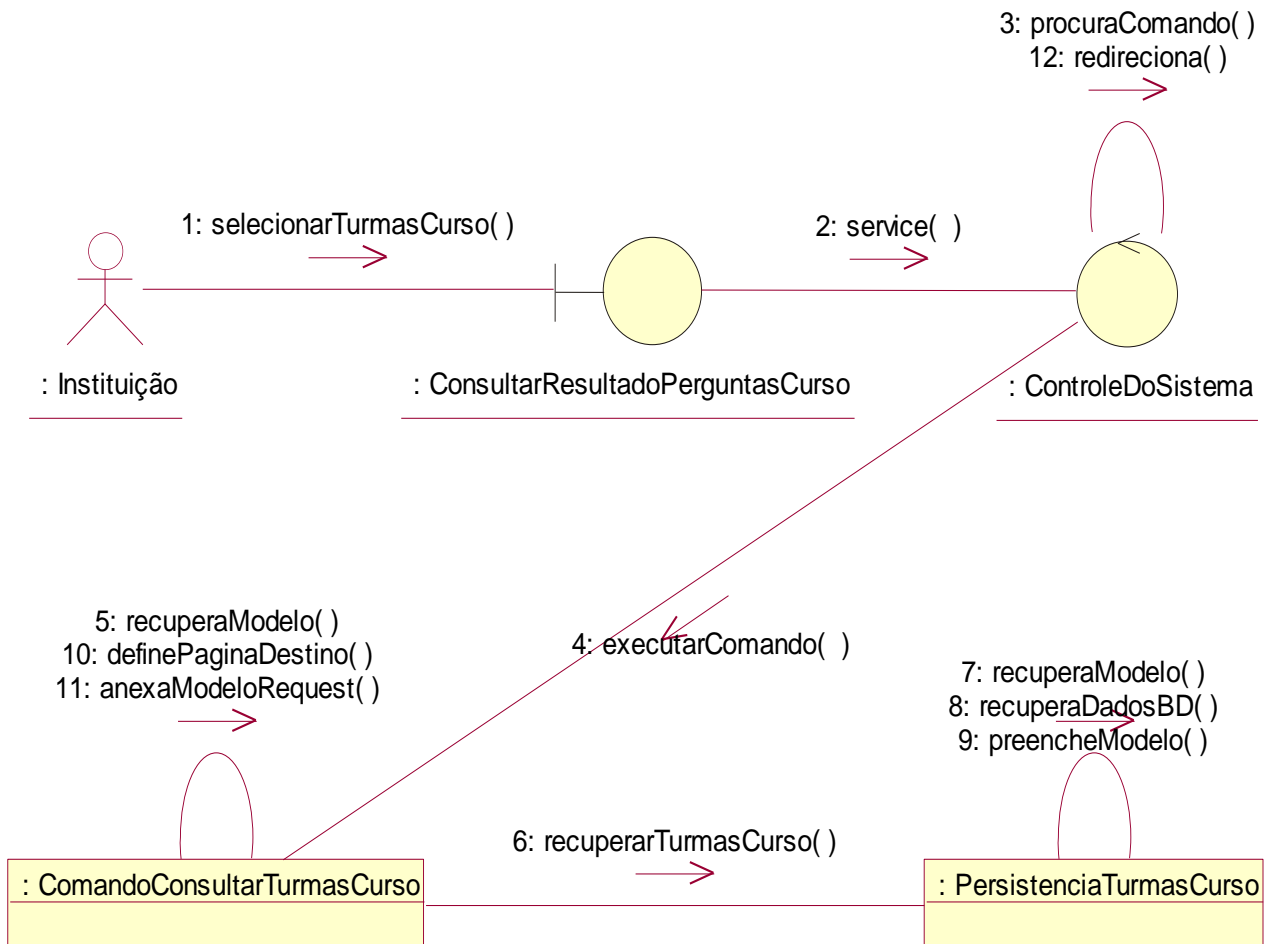 3: procuraComando( )
12: redireciona( )
1: selecionarTurmasCurso( )
2: service(  )
: Instituição
: ConsultarResultadoPerguntasCurso
: ControleDoSistema
5: recuperaModelo( )
10: definePaginaDestino( )
11: anexaModeloRequest( )
4: executarComando(  )
7: recuperaModelo( )
8: recuperaDadosBD( )
9: preencheModelo( )
6: recuperarTurmasCurso( )
: ComandoConsultarTurmasCurso
: PersistenciaTurmasCurso